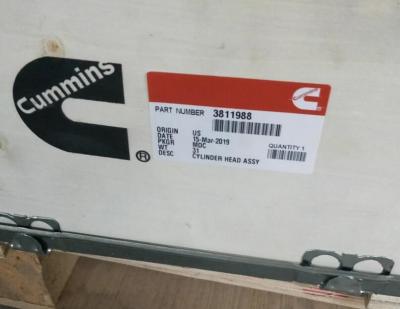 Cummins
®
PART NUMBER 3811988
ORIGIN US
DATE 15-Mar-2019
PKGR MDC
WT 31
DESC CYLINDER HEAD ASSY
QUANTITY 1